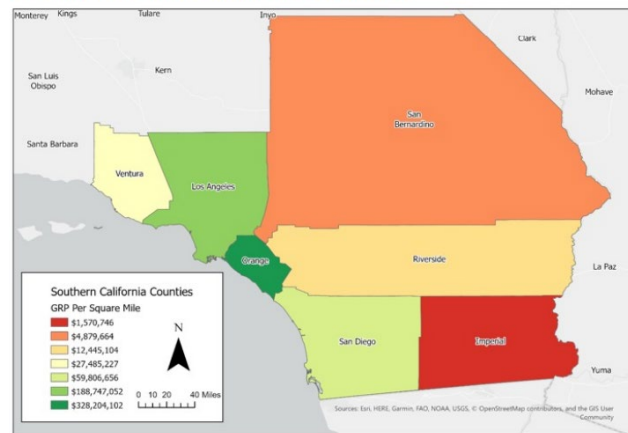 Monterey Kings Tulare Inyo
Clark
Kern
San Luis
Obispo
Mohave
San
Bernardino
Santa Barbara
Ventura
Los Angeles
Orange
Riverside
La Paz
Southern California Counties
GRP Per Square Mile
$1,570,746
$4,879,664
$12,445,104
$27,485,227
$59,806,656
$188,747,052
$328,204,102
N
0 10 20 40 Miles
San Diego
Imperial
Yuma
Sources: Esri, HERE, Garmin, FAO, NOAA, USGS, © OpenStreetMap contributors, and the GIS User
Community